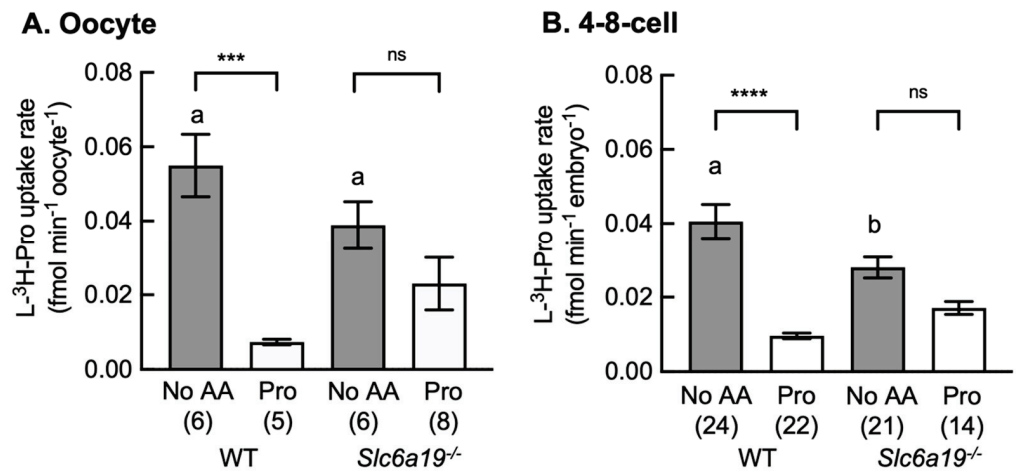 A. Oocyte
L-³H-Pro uptake rate
(fmol min⁻¹ oocyte⁻¹)
0.08
0.06
0.04
0.02
0.00
***
ns
a
a
No AA Pro No AA Pro
(6) (5) (6) (8)
WT Slc6a19⁻/⁻
B. 4-8-cell
L-³H-Pro uptake rate
(fmol min⁻¹ embryo⁻¹)
0.08
0.06
0.04
0.02
0.00
****
ns
a
b
No AA Pro No AA Pro
(24) (22) (21) (14)
WT Slc6a19⁻/⁻